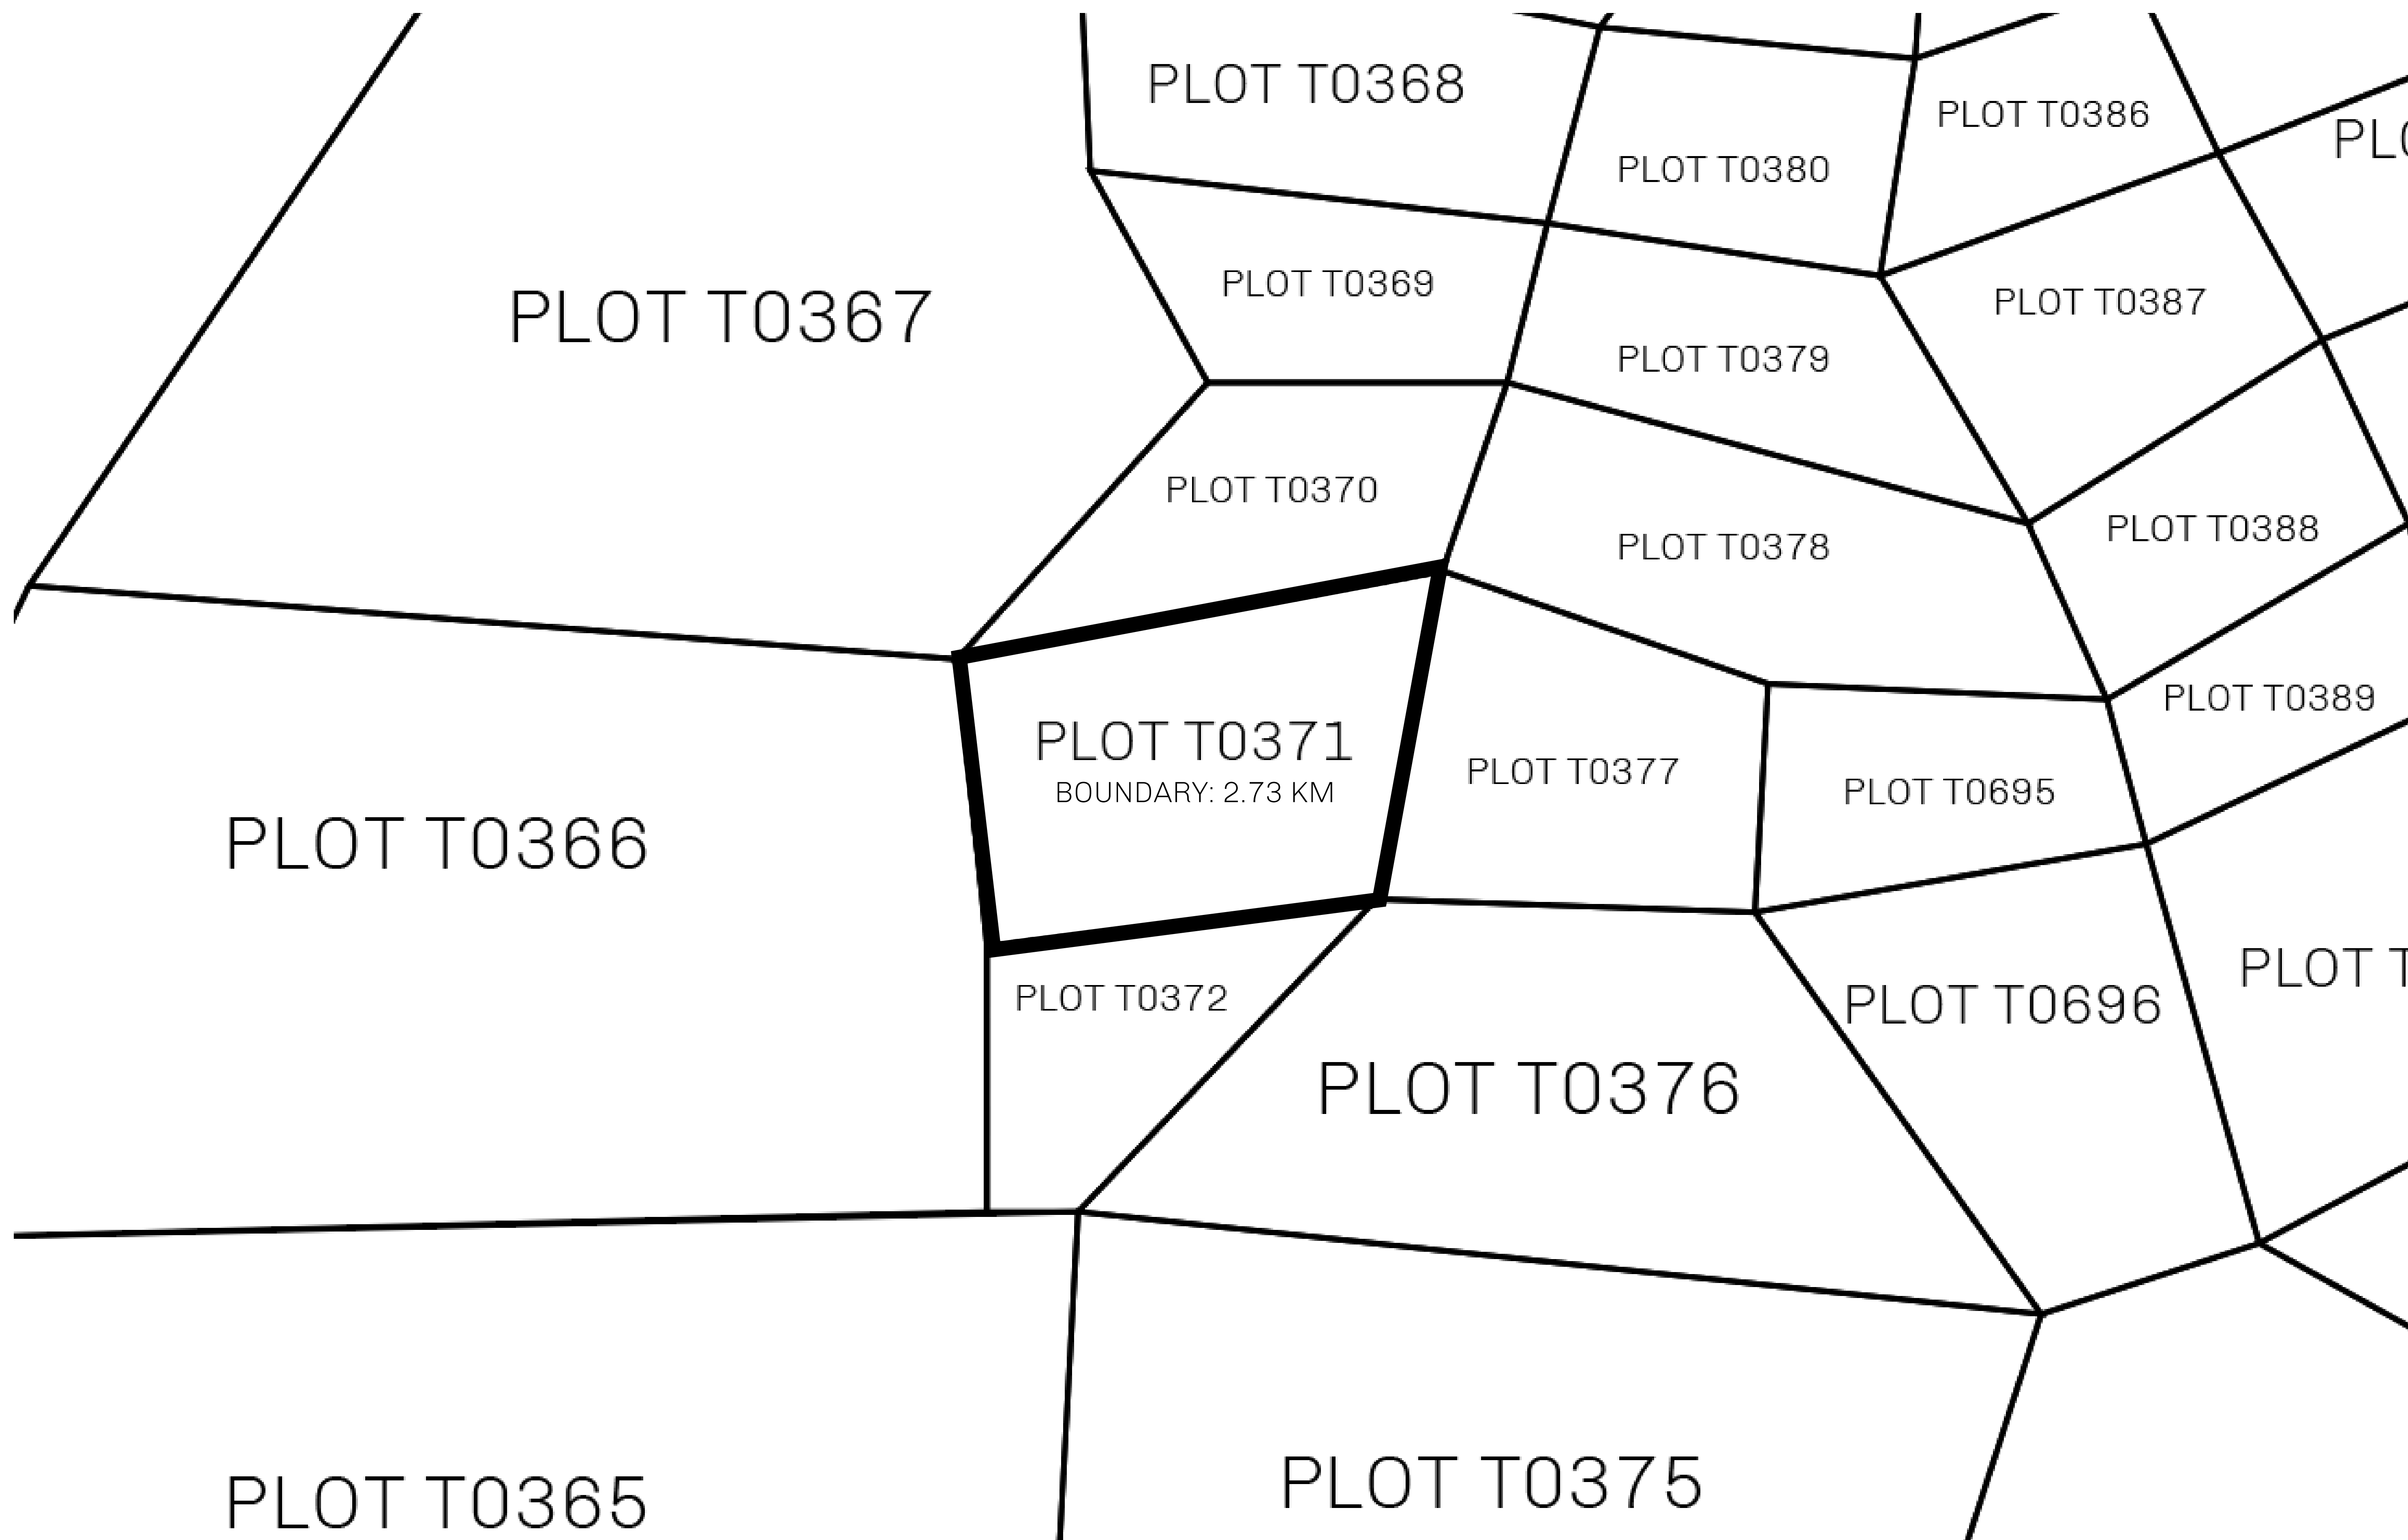 PLOT T0368
PLOT T0386
PLOT T0380
PLOT T0369
PLOT T0387
PLOT T0367
PLOT T0379
PLOT T0370
PLOT T0388
PLOT T0378
PLOT T0389
PLOT T0371
BOUNDARY: 2.73 KM
PLOT T0377
PLOT T0695
PLOT T0366
PLOT T
PLOT T0372
PLOT T0696
PLOT T0376
PLOT T0375
PLOT T0365